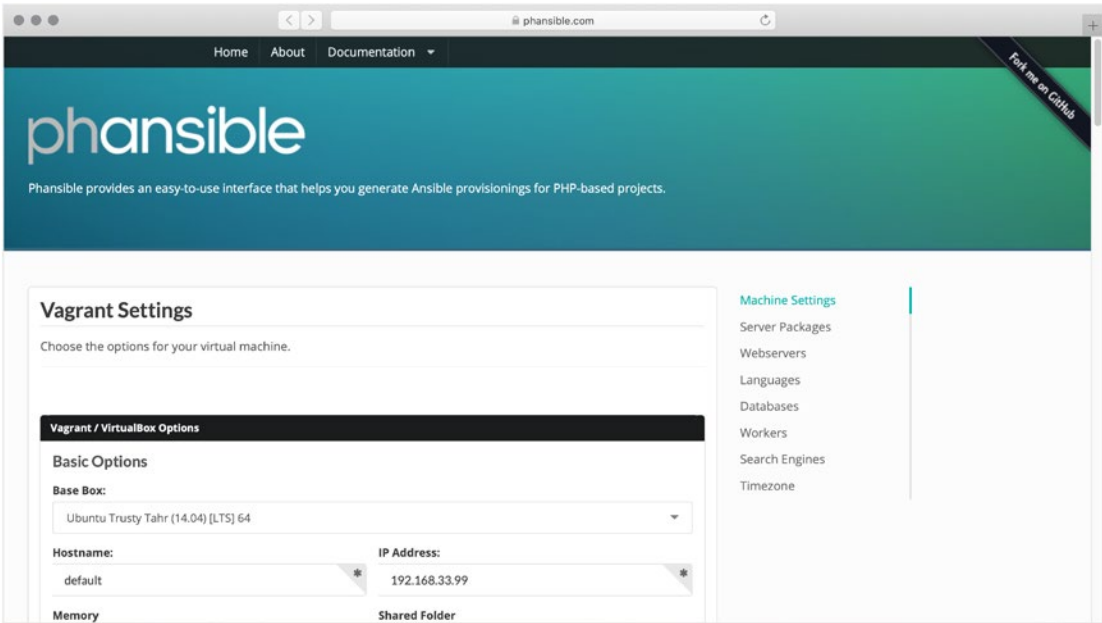 phansible.com
Home About Documentation
Fork me on GitHub
phansible
Phansible provides an easy-to-use interface that helps you generate Ansible provisionings for PHP-based projects.
Vagrant Settings
Choose the options for your virtual machine.
Vagrant / VirtualBox Options
Basic Options
Base Box:
Ubuntu Trusty Tahr (14.04) [LTS] 64
Hostname: IP Address:
default * 192.168.33.99 *
Memory Shared Folder
Machine Settings
Server Packages
Webservers
Languages
Databases
Workers
Search Engines
Timezone